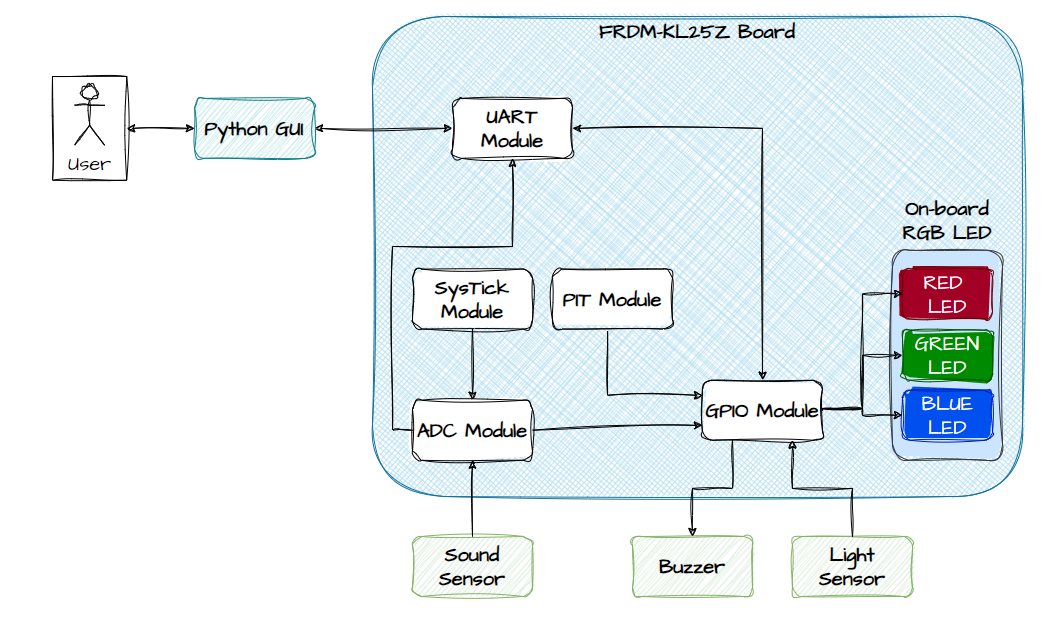 FRDM-KL25Z Board
User
Python GUI
UART
Module
On-board
RGB LED
SysTick
Module
PIT Module
RED
LED
GREEN
LED
BLUE
LED
ADC Module
GPIO Module
Sound
Sensor
Buzzer
Light
Sensor